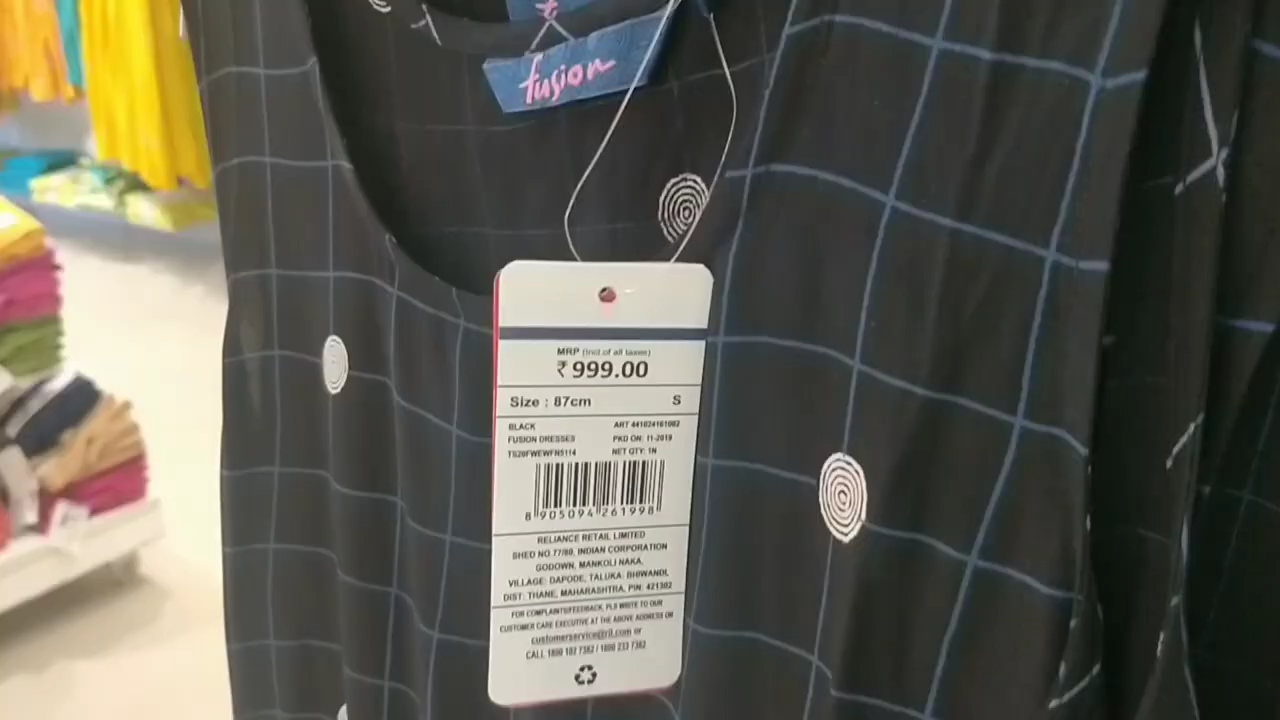 fusion
MRP (Incl.of all taxes)
₹ 999.00
Size : 87cm S
BLACK ART 441024161002
FUSION DRESSES PKD ON: 11-2019
TS20FWEWFN5114 NET QTY: 1N
8 905094 261998
RELIANCE RETAIL LIMITED
SHED NO.77/80, INDIAN CORPORATION
GODOWN, MANKOLI NAKA,
VILLAGE: DAPODE, TALUKA: BHIWANDI,
DIST: THANE, MAHARASHTRA, PIN: 421302
FOR COMPLAINTS/FEEDBACK, PLS WRITE TO OUR
CUSTOMER CARE EXECUTIVE AT THE ABOVE ADDRESS OR
customerservice@ril.com or
CALL 1800 102 7382 / 1800 233 7382